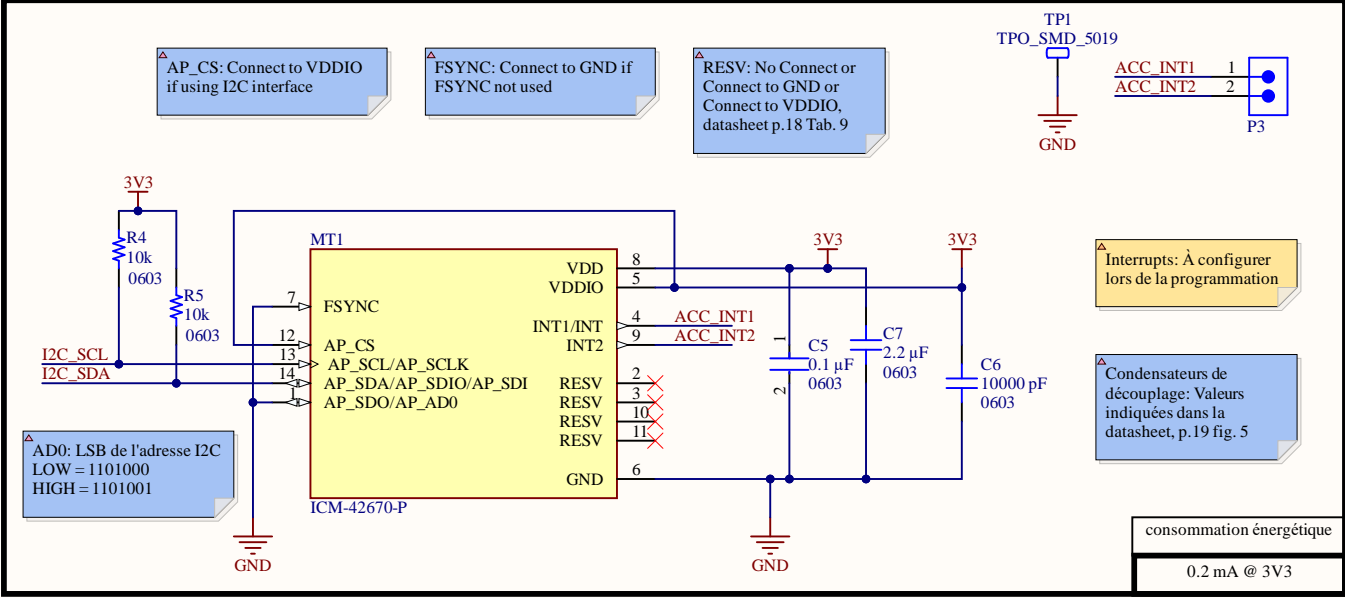 AP_CS: Connect to VDDIO
if using I2C interface
FSYNC: Connect to GND if
FSYNC not used
RESV: No Connect or
Connect to GND or
Connect to VDDIO,
datasheet p.18 Tab. 9
TP1
TPO_SMD_5019
GND
ACC_INT1
1
ACC_INT2
2
P3
3V3
R4
10k
0603
R5
10k
0603
I2C_SCL
I2C_SDA
MT1
7
FSYNC
12
AP_CS
13
AP_SCL/AP_SCLK
14
AP_SDA/AP_SDIO/AP_SDI
1
AP_SDO/AP_AD0
VDD
8
VDDIO
5
INT1/INT
4
ACC_INT1
INT2
9
ACC_INT2
RESV
2
RESV
3
RESV
10
RESV
11
GND
6
ICM-42670-P
3V3
3V3
1
C5
0.1 µF
0603
2
C7
2.2 µF
0603
C6
10000 pF
0603
GND
GND
Interrupts: À configurer
lors de la programmation
Condensateurs de
découplage: Valeurs
indiquées dans la
datasheet, p.19 fig. 5
AD0: LSB de l'adresse I2C
LOW = 1101000
HIGH = 1101001
consommation énergétique
0.2 mA @ 3V3